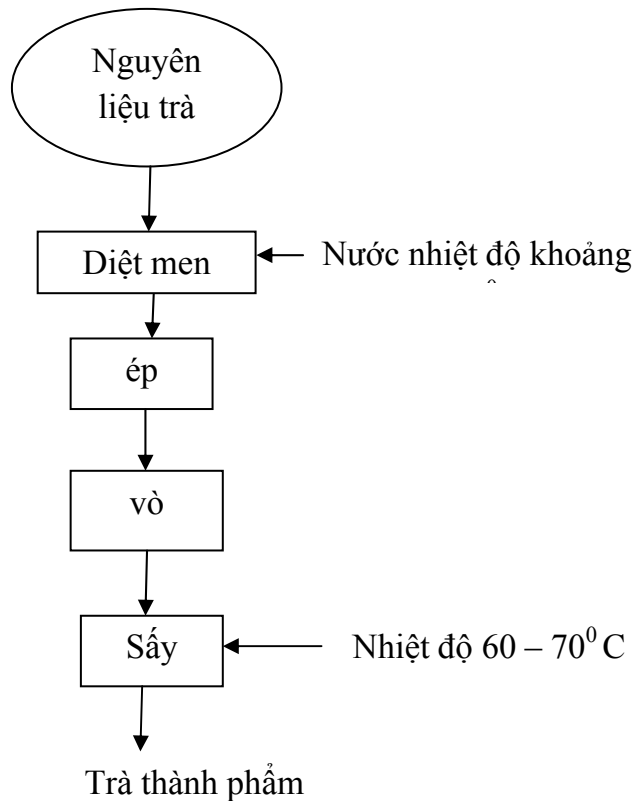 Nguyên
liệu trà
Diệt men
Nước nhiệt độ khoảng
ép
vò
Sấy
Nhiệt độ 60 – 70⁰ C
Trà thành phẩm